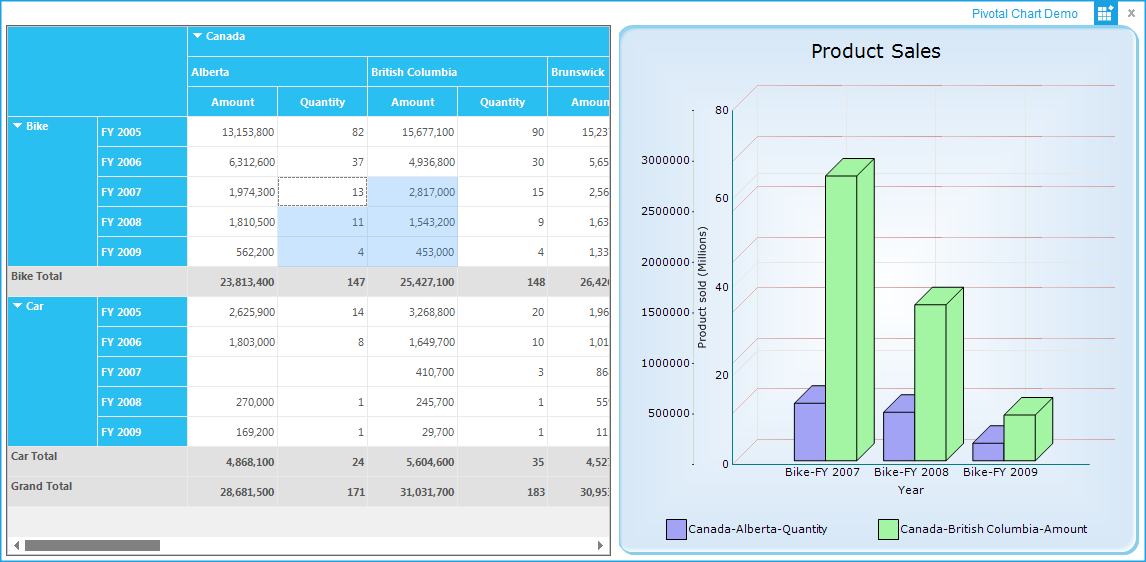 Pivotal Chart Demo
Canada
Alberta British Columbia Brunswick
Amount Quantity Amount Quantity Amoun
Bike FY 2005 13,153,800 82 15,677,100 90 15,237
FY 2006 6,312,600 37 4,936,800 30 5,65
FY 2007 1,974,300 13 2,817,000 15 2,56
FY 2008 1,810,500 11 1,543,200 9 1,63
FY 2009 562,200 4 453,000 4 1,33
Bike Total 23,813,400 147 25,427,100 148 26,426
Car FY 2005 2,625,900 14 3,268,800 20 1,96
FY 2006 1,803,000 8 1,649,700 10 1,01
FY 2007 410,700 3 86
FY 2008 270,000 1 245,700 1 55
FY 2009 169,200 1 29,700 1 11
Car Total 4,868,100 24 5,604,600 35 4,527
Grand Total 28,681,500 171 31,031,700 183 30,953
Product Sales
80
3000000
60
2500000
2000000
40
1500000
1000000
20
500000
0
Product sold (Millions)
Bike-FY 2007 Bike-FY 2008 Bike-FY 2009
Year
Canada-Alberta-Quantity Canada-British Columbia-Amount